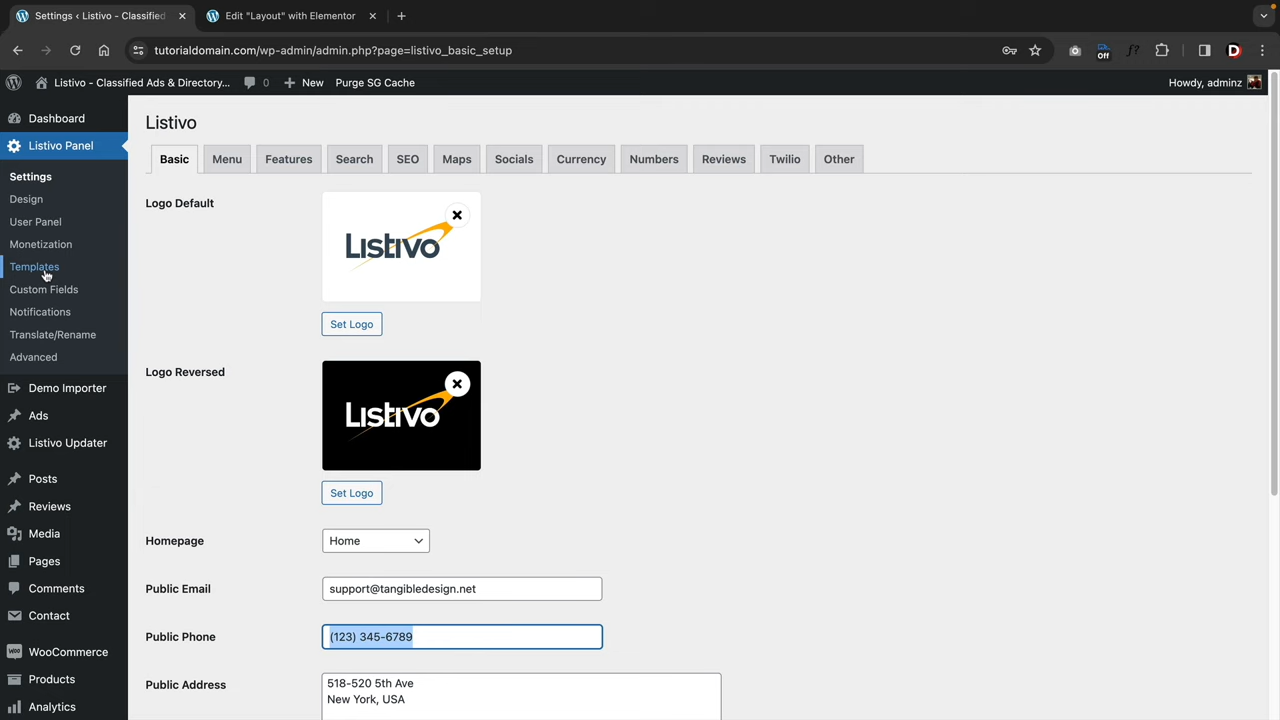 Settings ‹ Listivo - Classified
Edit "Layout" with Elementor
tutorialdomain.com/wp-admin/admin.php?page=listivo_basic_setup
Off
f?
D
Listivo - Classified Ads & Directory...
0
New
Purge SG Cache
Howdy, adminz
Dashboard
Listivo Panel
Settings
Design
User Panel
Monetization
Templates
Custom Fields
Notifications
Translate/Rename
Advanced
Demo Importer
Ads
Listivo Updater
Posts
Reviews
Media
Pages
Comments
Contact
WooCommerce
Products
Analytics
Listivo
Basic
Menu
Features
Search
SEO
Maps
Socials
Currency
Numbers
Reviews
Twilio
Other
Logo Default
Listivo
Set Logo
Logo Reversed
Listivo
Set Logo
Homepage
Home
Public Email
support@tangibledesign.net
Public Phone
(123) 345-6789
Public Address
518-520 5th Ave
New York, USA